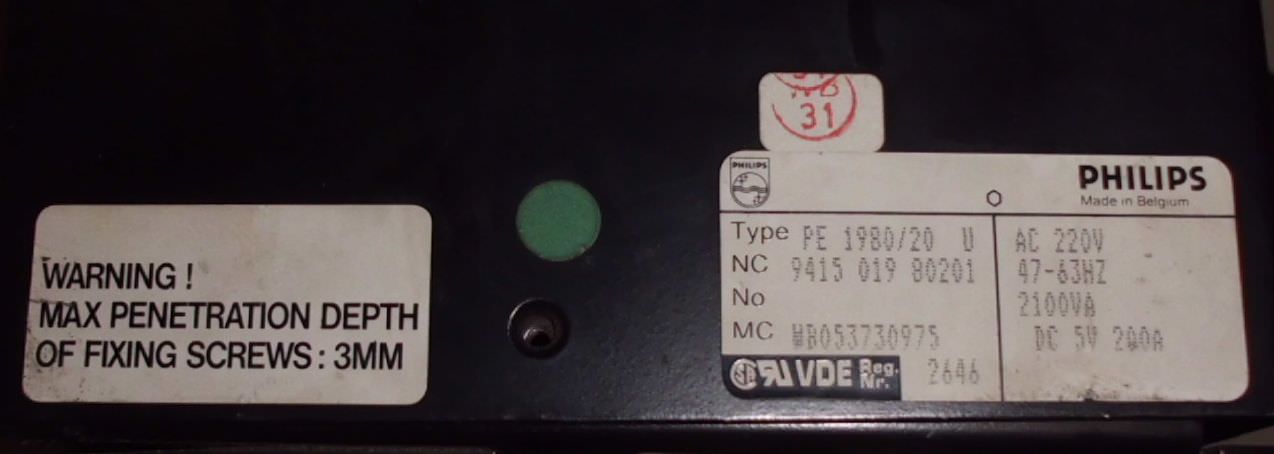 WARNING !
MAX PENETRATION DEPTH
OF FIXING SCREWS : 3MM
31
PHILIPS
PHILIPS
Made in Belgium
Type PE 1980/20 U
NC 9415 019 80201
No
MC WB053730975
VDE Reg. Nr. 2646
AC 220V
47-63HZ
2100VA
DC 5V 200A